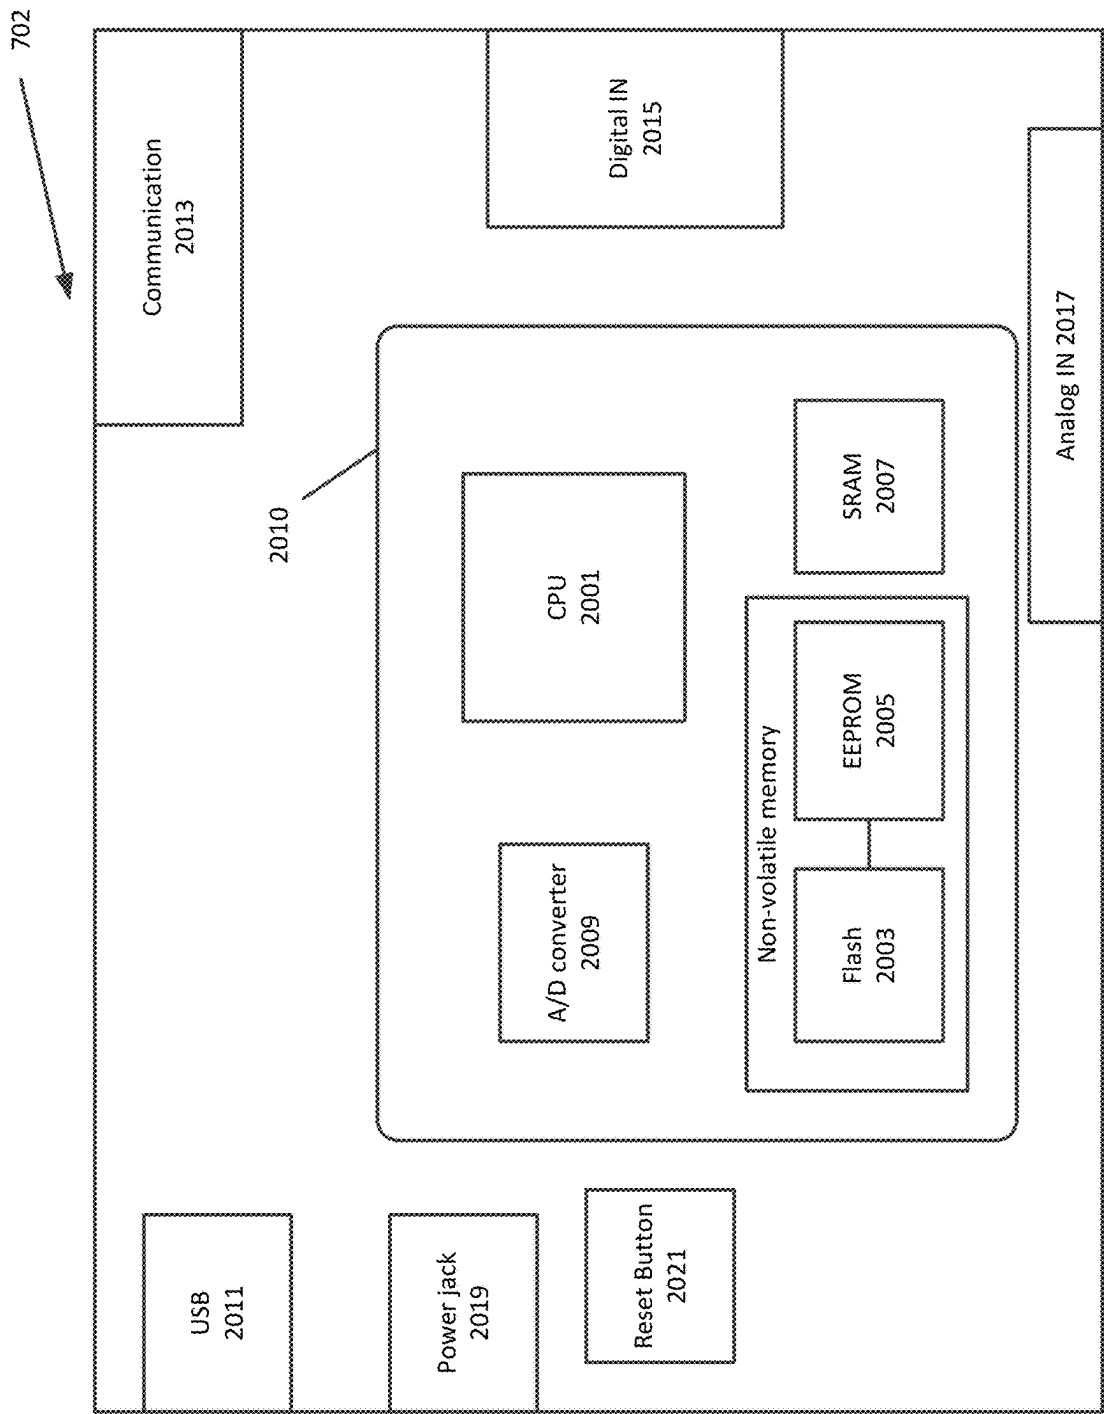 702
Communication
2013
USB
2011
2010
Power jack
2019
A/D converter
2009
CPU
2001
Digital IN
2015
Reset Button
2021
Non-volatile memory
Flash
2003
EEPROM
2005
SRAM
2007
Analog IN 2017